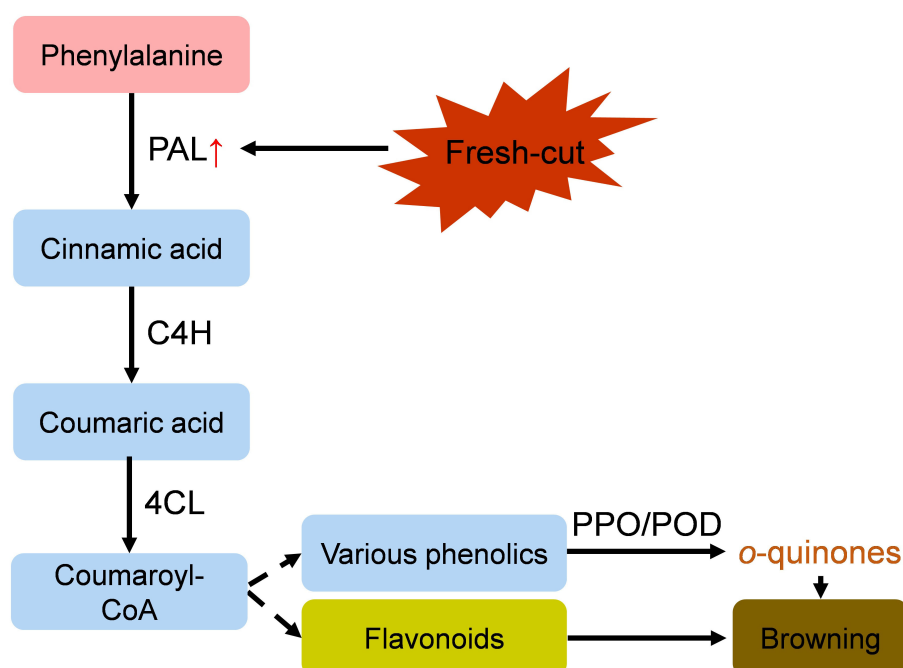 Phenylalanine
PAL↑
Fresh-cut
Cinnamic acid
C4H
Coumaric acid
4CL
Coumaroyl-
CoA
Various phenolics
PPO/POD
o-quinones
Flavonoids
Browning